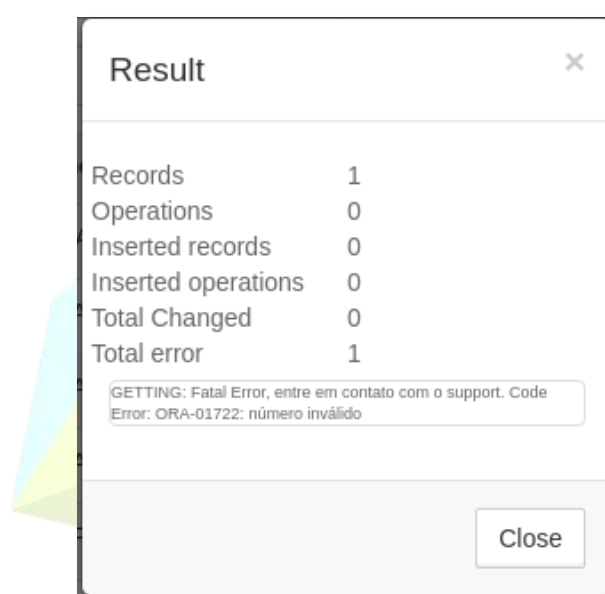 Result
×
Records 1
Operations 0
Inserted records 0
Inserted operations 0
Total Changed 0
Total error 1
GETTING: Fatal Error, entre em contato com o support. Code
Error: ORA-01722: número inválido
Close